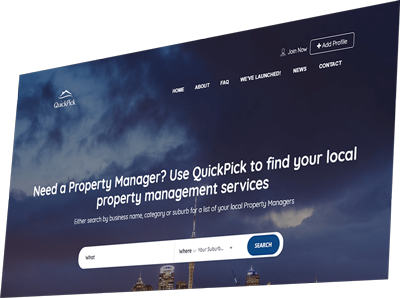 Join Now
+ Add Profile
QuickPick
HOME ABOUT FAQ WE'VE LAUNCHED! NEWS CONTACT
Need a Property Manager? Use QuickPick to find your local
property management services
Either search by business name, category or suburb for a list of your local Property Managers
What Where Your Suburb... SEARCH